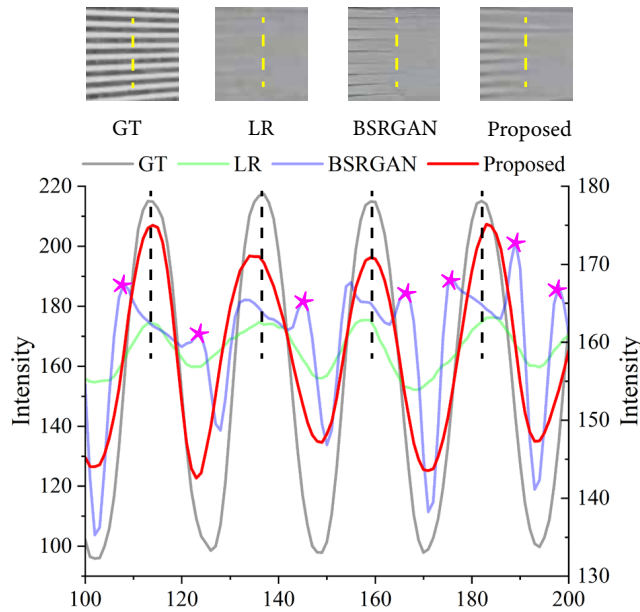 GT LR BSRGAN Proposed
GT LR BSRGAN Proposed
220 180
200 170
180
160 160
140 150
120 140
100
130
Intensity
Intensity
100 120 140 160 180 200